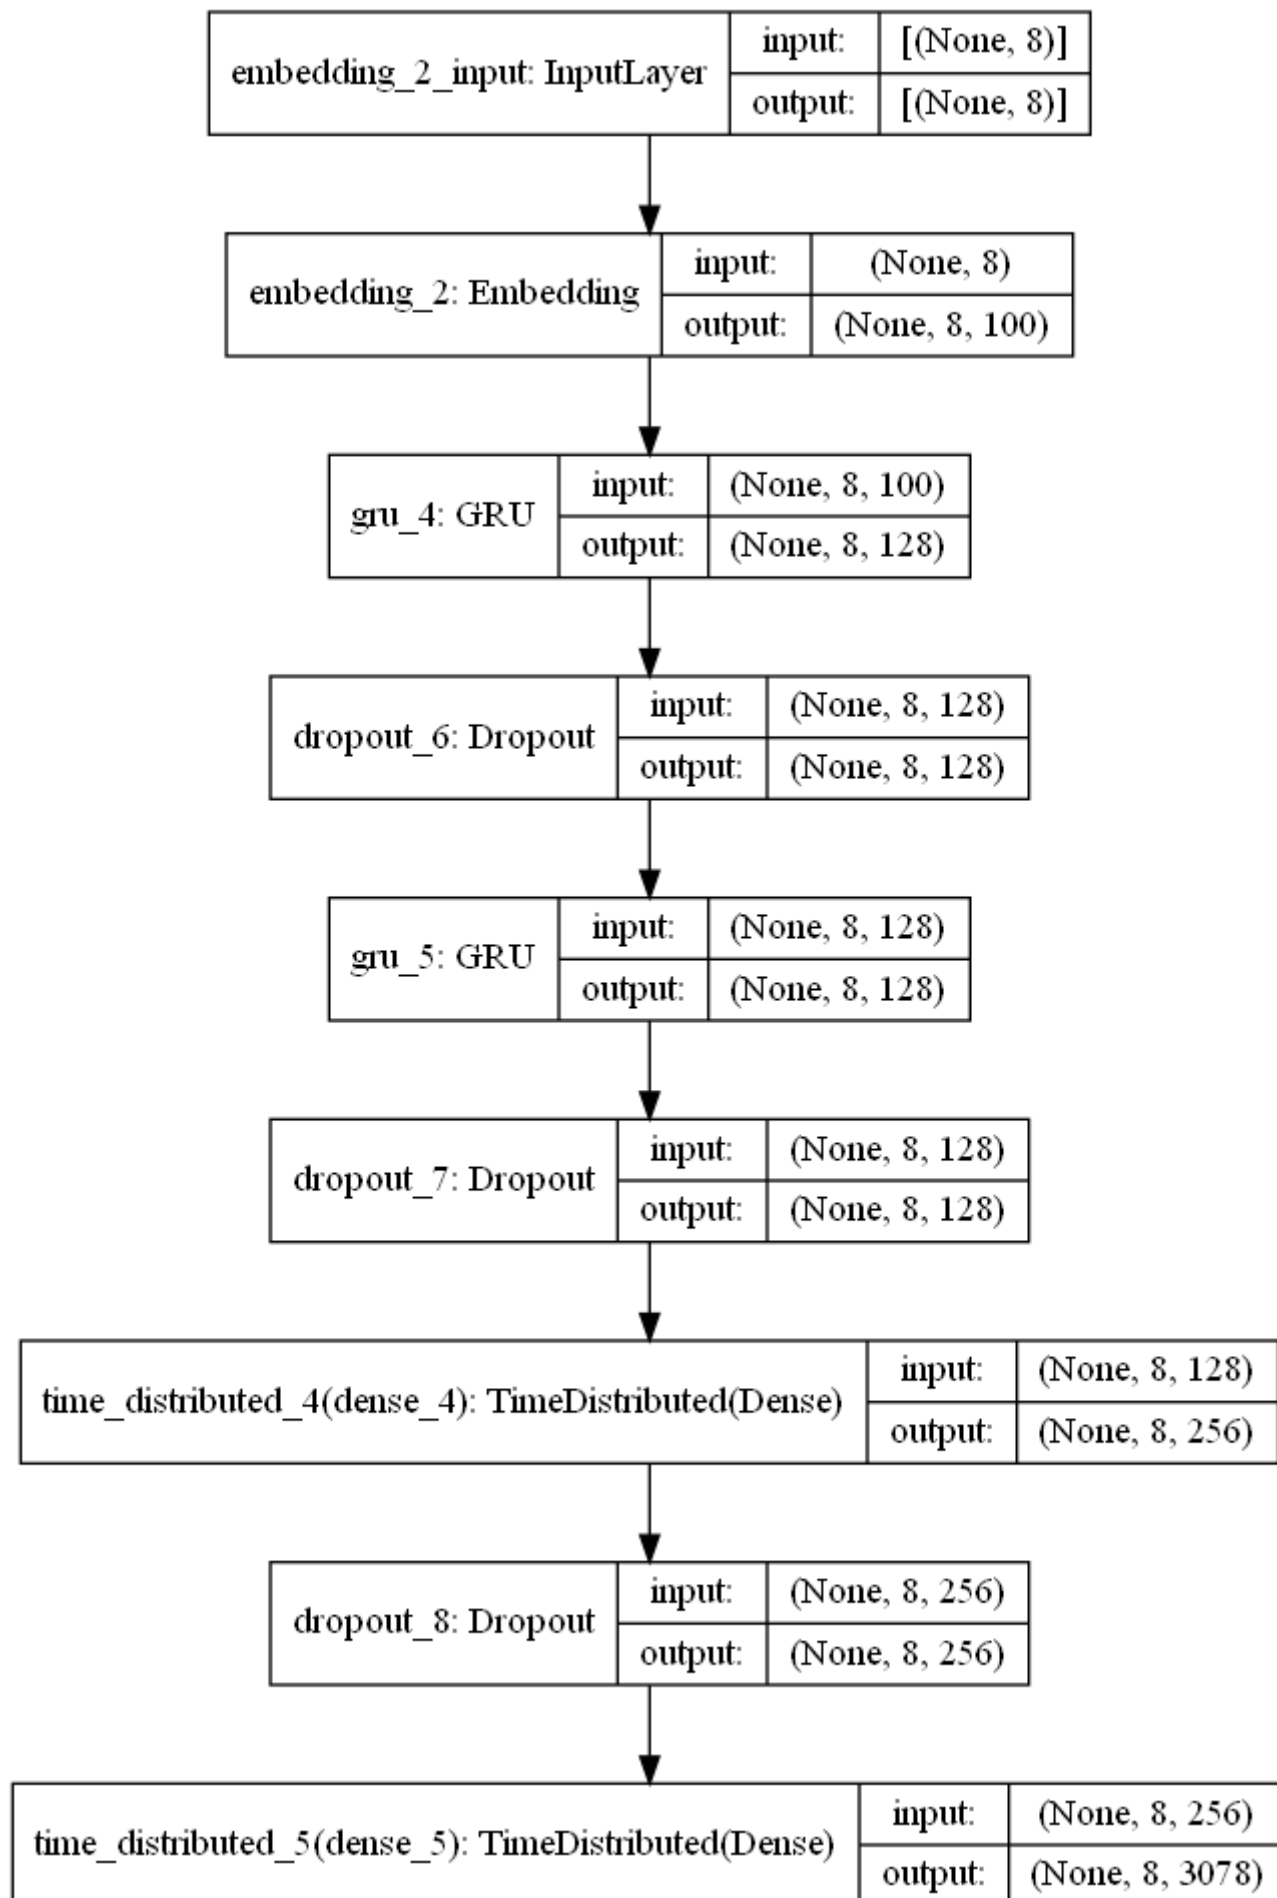 embedding_2_input: InputLayer
input: [(None, 8)]
output: [(None, 8)]
embedding_2: Embedding
input: (None, 8)
output: (None, 8, 100)
gru_4: GRU
input: (None, 8, 100)
output: (None, 8, 128)
dropout_6: Dropout
input: (None, 8, 128)
output: (None, 8, 128)
gru_5: GRU
input: (None, 8, 128)
output: (None, 8, 128)
dropout_7: Dropout
input: (None, 8, 128)
output: (None, 8, 128)
time_distributed_4(dense_4): TimeDistributed(Dense)
input: (None, 8, 128)
output: (None, 8, 256)
dropout_8: Dropout
input: (None, 8, 256)
output: (None, 8, 256)
time_distributed_5(dense_5): TimeDistributed(Dense)
input: (None, 8, 256)
output: (None, 8, 3078)